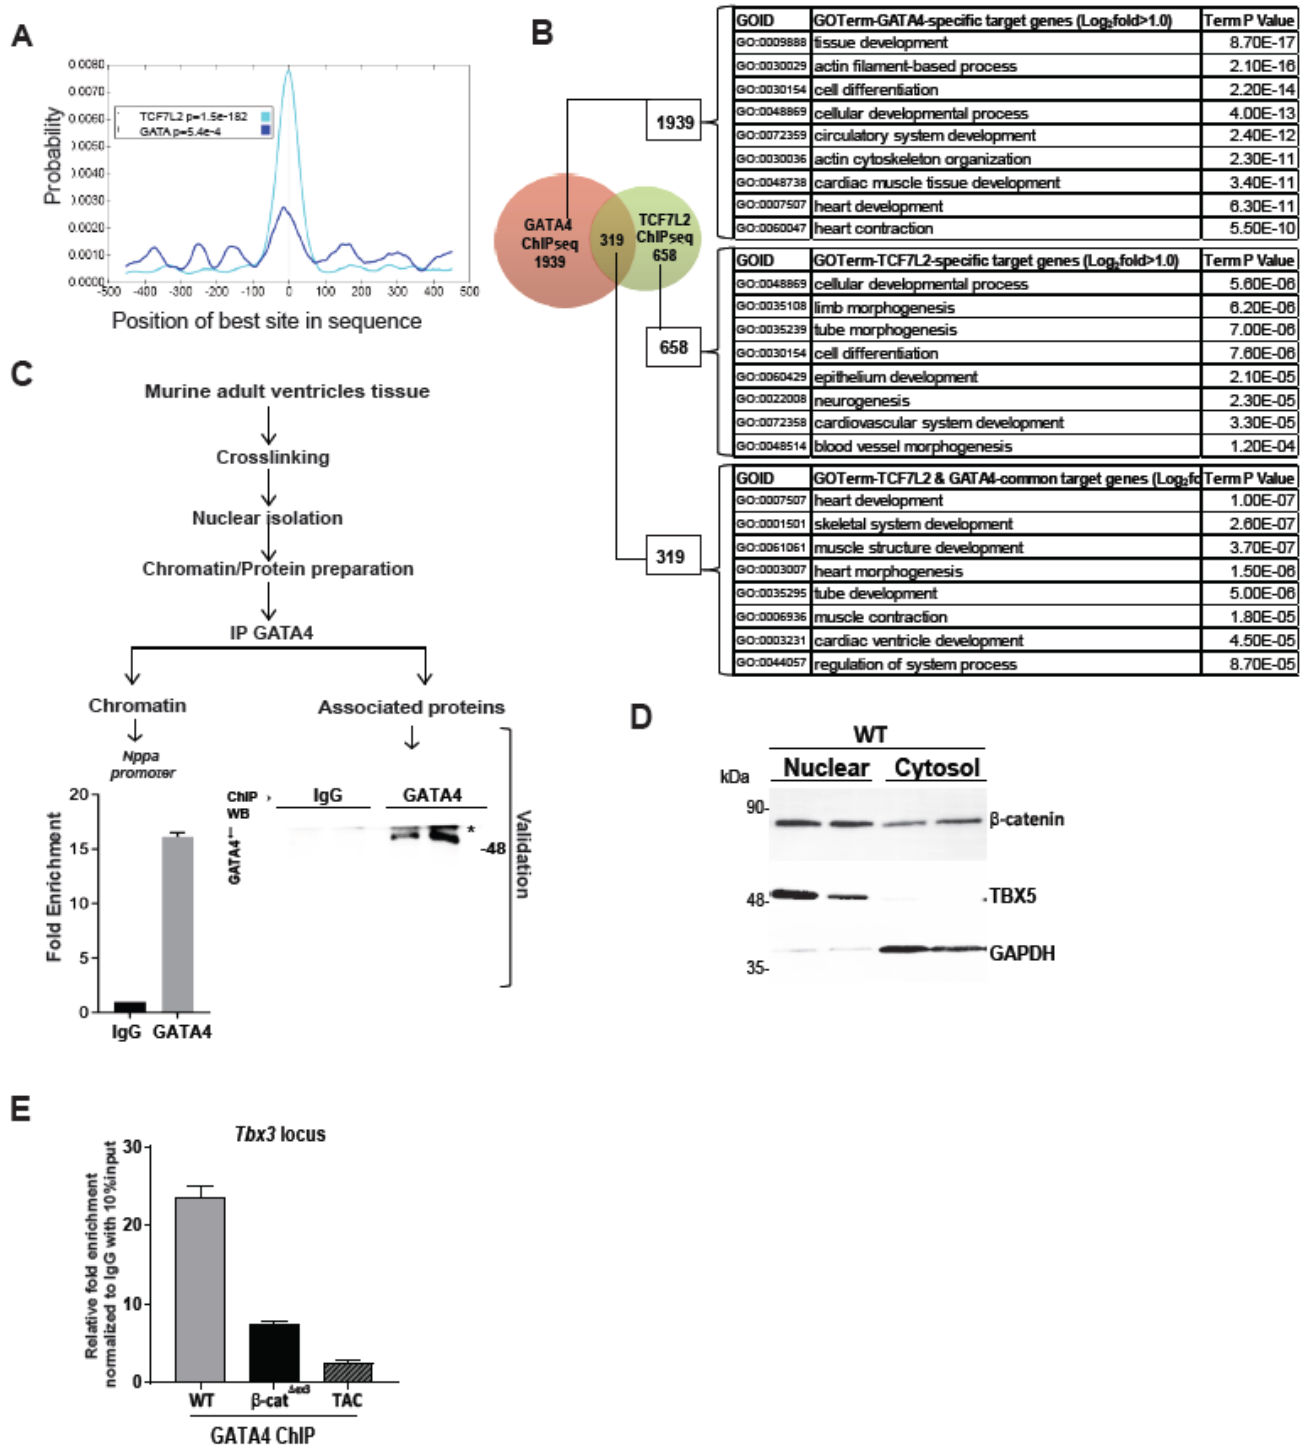 A
0.0080
0.0070
0.0060
0.0050
0.0040
0.0030
0.0020
0.0010
0.0000
Probability
TCF7L2 p=1.5e-182
GATA p=5.4e-4
-500 -400 -300 -200 -100 0 100 200 300 400 500
Position of best site in sequence
B
GATA4
ChIPseq
1939
319
TCF7L2
ChIPseq
658
1939
658
319
GOID GOTerm-GATA4-specific target genes (Log2fold>1.0) Term P Value
GO:0009888 tissue development 8.70E-17
GO:0030029 actin filament-based process 2.10E-16
GO:0030154 cell differentiation 2.20E-14
GO:0048869 cellular developmental process 4.00E-13
GO:0072359 circulatory system development 2.40E-12
GO:0030036 actin cytoskeleton organization 2.30E-11
GO:0048738 cardiac muscle tissue development 3.40E-11
GO:0007507 heart development 6.30E-11
GO:0060047 heart contraction 5.50E-10
GOID GOTerm-TCF7L2-specific target genes (Log2fold>1.0) Term P Value
GO:0048869 cellular developmental process 5.60E-06
GO:0035108 limb morphogenesis 6.20E-06
GO:0035239 tube morphogenesis 7.00E-06
GO:0030154 cell differentiation 7.60E-06
GO:0060429 epithelium development 2.10E-05
GO:0022008 neurogenesis 2.30E-05
GO:0072358 cardiovascular system development 3.30E-05
GO:0048514 blood vessel morphogenesis 1.20E-04
GOID GOTerm-TCF7L2 & GATA4-common target genes (Log2fc Term P Value
GO:0007507 heart development 1.00E-07
GO:0001501 skeletal system development 2.60E-07
GO:0061061 muscle structure development 3.70E-07
GO:0003007 heart morphogenesis 1.50E-06
GO:0035295 tube development 5.00E-06
GO:0006936 muscle contraction 1.80E-05
GO:0003231 cardiac ventricle development 4.50E-05
GO:0044057 regulation of system process 8.70E-05
C
Murine adult ventricles tissue
Crosslinking
Nuclear isolation
Chromatin/Protein preparation
IP GATA4
Chromatin
Associated proteins
Nppa
promoter
20
15
10
5
0
Fold Enrichment
IgG GATA4
ChIP
WB
IgG GATA4
GATA4
*
-48
Validation
D
WT
kDa Nuclear Cytosol
90- β-catenin
48- TBX5
GAPDH
35-
E
Tbx3 locus
30
20
10
0
Relative fold enrichment
normalized to IgG with 10%input
WT β-catΔex3 TAC
GATA4 ChIP